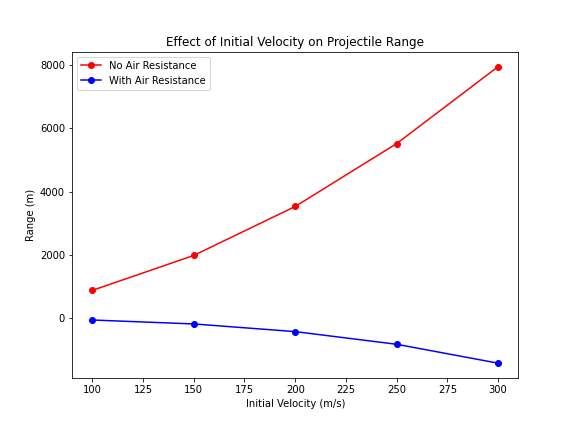 Effect of Initial Velocity on Projectile Range
No Air Resistance
With Air Resistance
8000
6000
4000
2000
0
Range (m)
100 125 150 175 200 225 250 275 300
Initial Velocity (m/s)